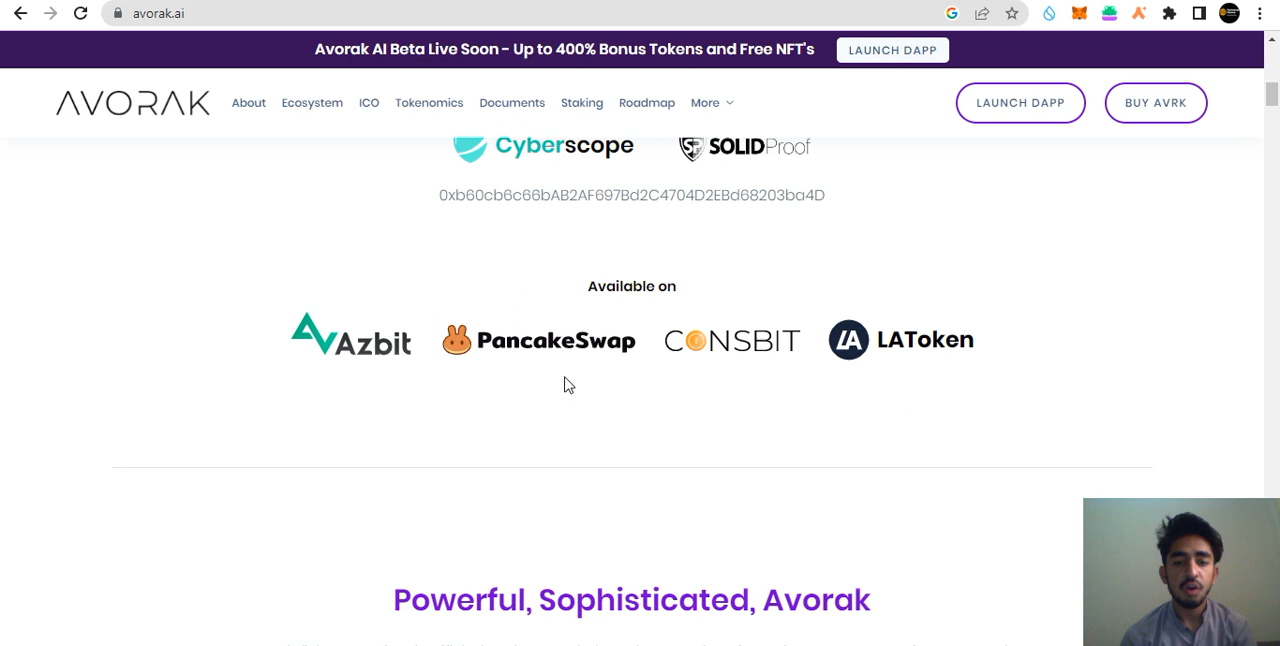 avorak.ai
Avorak AI Beta Live Soon - Up to 400% Bonus Tokens and Free NFT's LAUNCH DAPP
AVORAK About Ecosystem ICO Tokenomics Documents Staking Roadmap More LAUNCH DAPP BUY AVRK
Cyberscope SOLIDProof
0xb60cb6c66bAB2AF697Bd2C4704D2EBd68203ba4D
Available on
Azbit PancakeSwap CONSBIT LA LAToken
Powerful, Sophisticated, Avorak